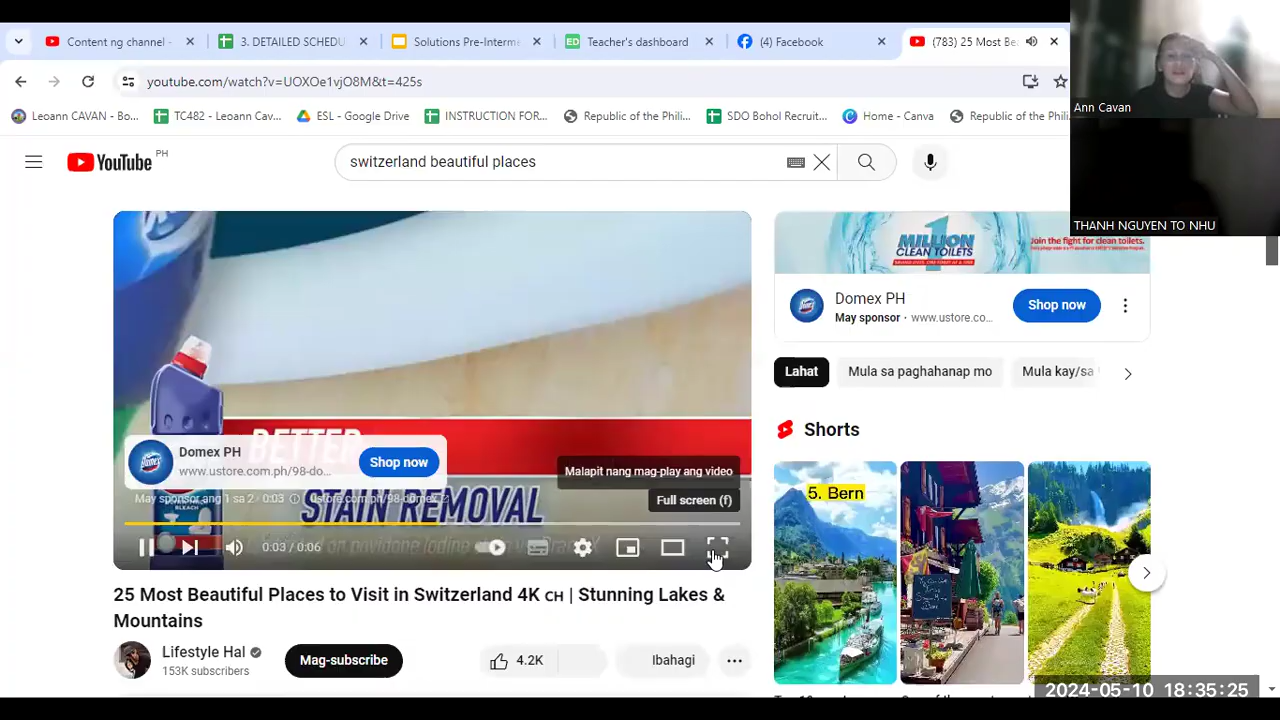 Content ng channel -
3. DETAILED SCHEDU
Solutions Pre-Interme
Teacher's dashboard
(4) Facebook
(783) 25 Most Be
youtube.com/watch?v=UOXOe1vjO8M&t=425s
Leoann CAVAN - Bo...
TC482 - Leoann Cav...
ESL - Google Drive
INSTRUCTION FOR...
Republic of the Phili...
SDO Bohol Recruit...
Home - Canva
Republic of the Phili
Ann Cavan
THANH NGUYEN TO NHU
YouTube PH
switzerland beautiful places
1 MILLION
CLEAN TOILETS
Join the fight for clean toilets.
Domex PH
May sponsor · www.ustore.co...
Shop now
Lahat
Mula sa paghahanap mo
Mula kay/sa
Shorts
5. Bern
BETTER
Domex PH
www.ustore.com.ph/98-do...
Shop now
Malapit nang mag-play ang video
May sponsor ang 1 sa 2 · 0:03
Full screen (f)
STAIN REMOVAL
BLEACH
0:03 / 0:06
25 Most Beautiful Places to Visit in Switzerland 4K CH | Stunning Lakes &
Mountains
Lifestyle Hal
153K subscribers
Mag-subscribe
4.2K
Ibahagi
2024-05-10 18:35:25